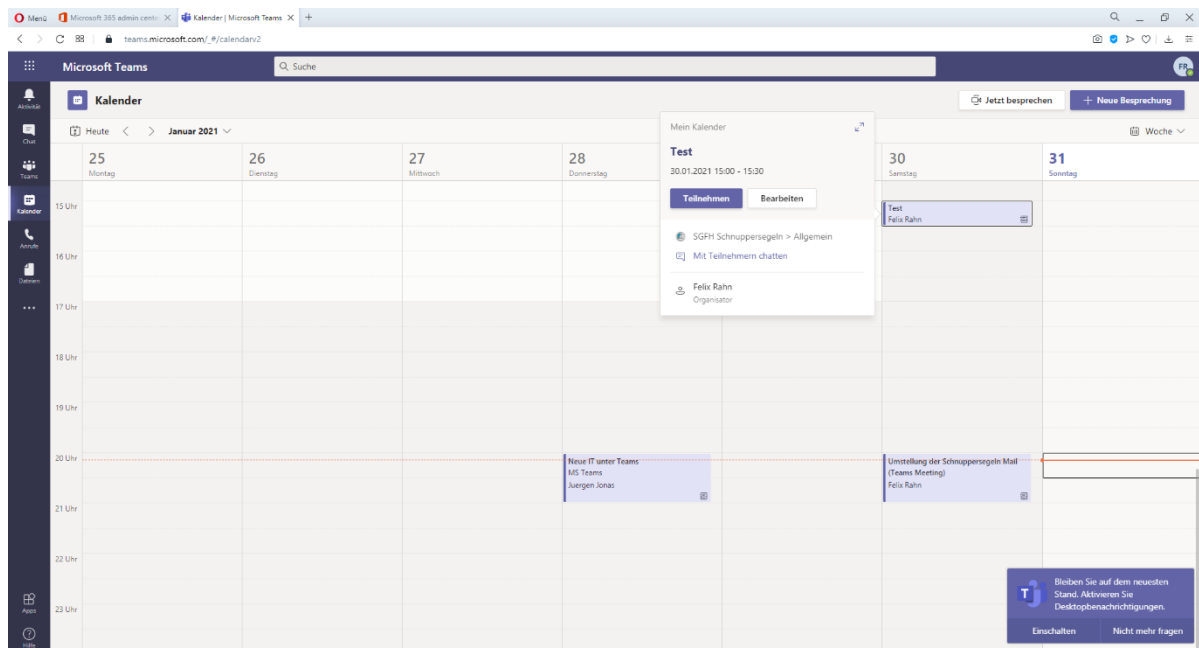 Menü
Microsoft 365 admin cente
Kalender | Microsoft Teams
teams.microsoft.com/_#/calendarv2
Microsoft Teams
Suche
FR
Aktivität
Chat
Teams
Kalender
Anrufe
Dateien
Apps
Hilfe
Kalender
Jetzt besprechen
+ Neue Besprechung
Heute
Januar 2021
Woche
25
Montag
26
Dienstag
27
Mittwoch
28
Donnerstag
30
Samstag
31
Sonntag
15 Uhr
16 Uhr
17 Uhr
18 Uhr
19 Uhr
20 Uhr
21 Uhr
22 Uhr
23 Uhr
Mein Kalender
Test
30.01.2021 15:00 - 15:30
Teilnehmen
Bearbeiten
SGFH Schnuppersegeln > Allgemein
Mit Teilnehmern chatten
Felix Rahn
Organisator
Test
Felix Rahn
Neue IT unter Teams
MS Teams
Juergen Jonas
Umstellung der Schnuppersegeln Mail
(Teams Meeting)
Felix Rahn
Bleiben Sie auf dem neuesten
Stand. Aktivieren Sie
Desktopbenachrichtigungen.
Einschalten
Nicht mehr fragen